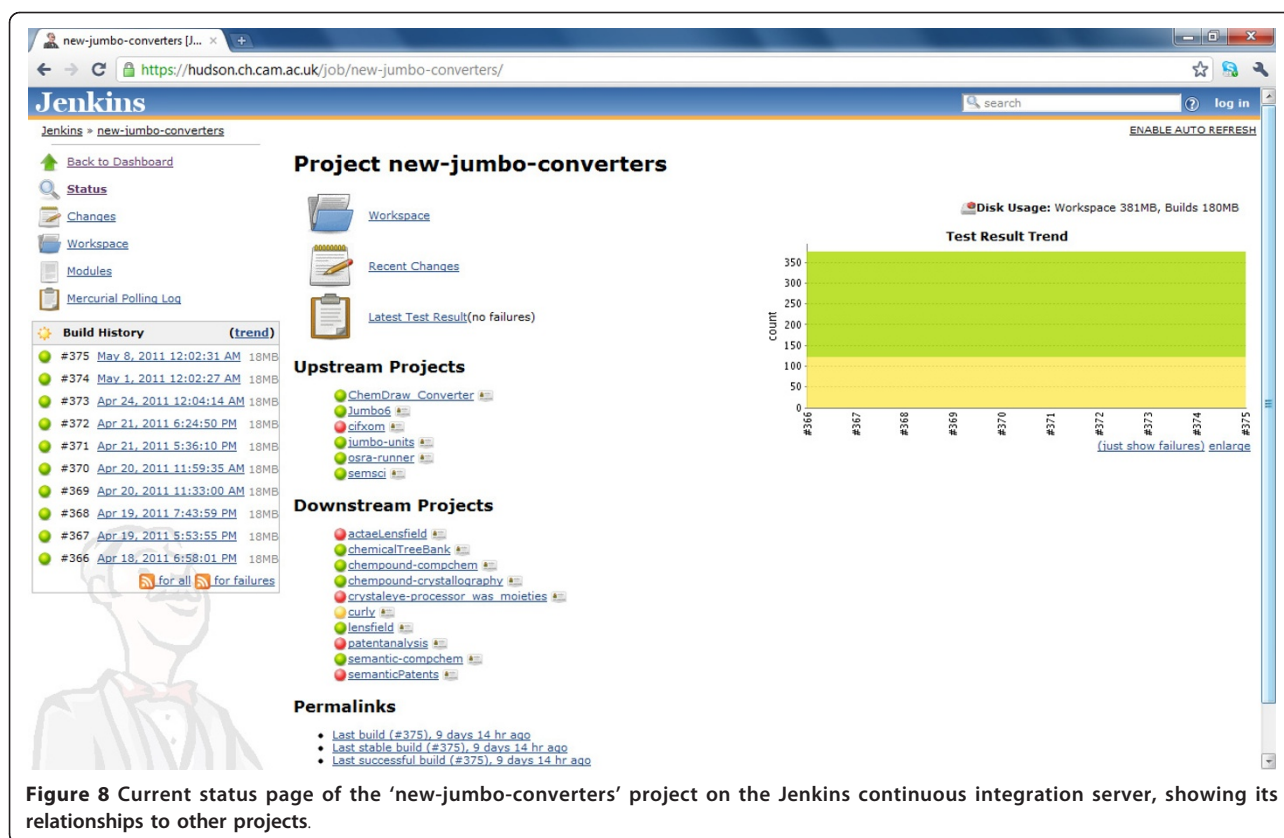 new-jumbo-converters [J...
https://hudson.ch.cam.ac.uk/job/new-jumbo-converters/
Jenkins
search
log in
Jenkins » new-jumbo-converters
ENABLE AUTO REFRESH
Back to Dashboard
Status
Changes
Workspace
Modules
Mercurial Polling Log
Build History (trend)
#375 May 8, 2011 12:02:31 AM 18MB
#374 May 1, 2011 12:02:27 AM 18MB
#373 Apr 24, 2011 12:04:14 AM 18MB
#372 Apr 21, 2011 6:24:50 PM 18MB
#371 Apr 21, 2011 5:36:10 PM 18MB
#370 Apr 20, 2011 11:59:35 AM 18MB
#369 Apr 20, 2011 11:33:00 AM 18MB
#368 Apr 19, 2011 7:43:59 PM 18MB
#367 Apr 19, 2011 5:53:55 PM 18MB
#366 Apr 18, 2011 6:58:01 PM 18MB
for all for failures
Project new-jumbo-converters
Workspace
Recent Changes
Latest Test Result(no failures)
Upstream Projects
ChemDraw_Converter
Jumbo6
cifxom
jumbo-units
osra-runner
semsci
Downstream Projects
actaeLensfield
chemicalTreeBank
chempound-compchem
chempound-crystallography
crystaleye-processor_was_moieties
curly
lensfield
patentanalysis
semantic-compchem
semanticPatents
Permalinks
Last build (#375), 9 days 14 hr ago
Last stable build (#375), 9 days 14 hr ago
Last successful build (#375), 9 days 14 hr ago
Disk Usage: Workspace 381MB, Builds 180MB
Test Result Trend
count
350
300
250
200
150
100
50
0
#366
#367
#368
#369
#370
#371
#372
#373
#374
#375
(just show failures) enlarge
Figure 8 Current status page of the ‘new-jumbo-converters’ project on the Jenkins continuous integration server, showing its
relationships to other projects.